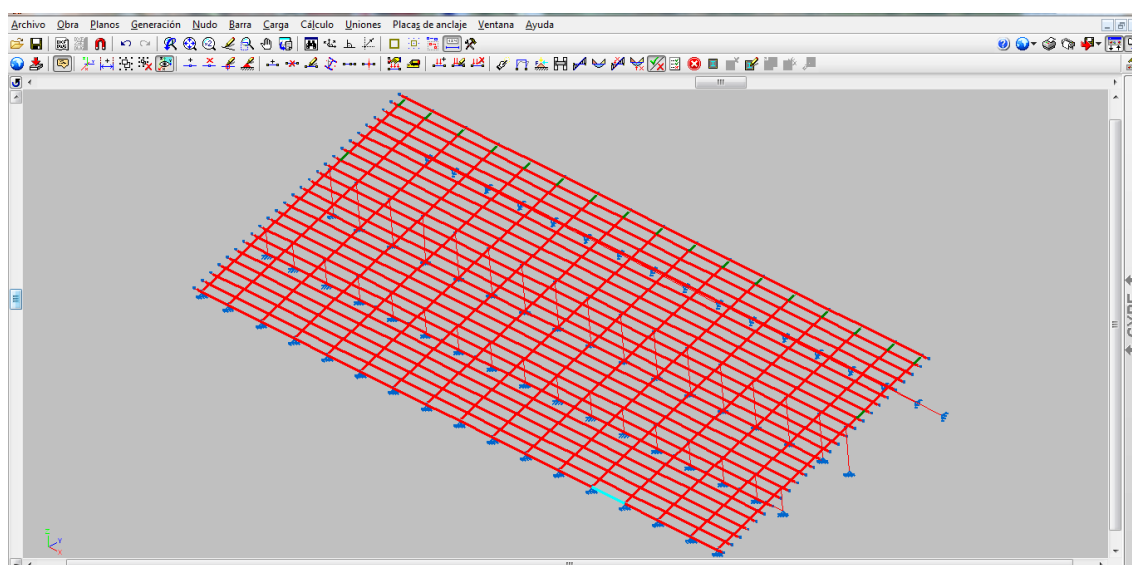 Archivo Obra Planos Generación Nudo Barra Carga Cálculo Uniones Placas de anclaje Ventana Ayuda
CYPE
Z
Y
X